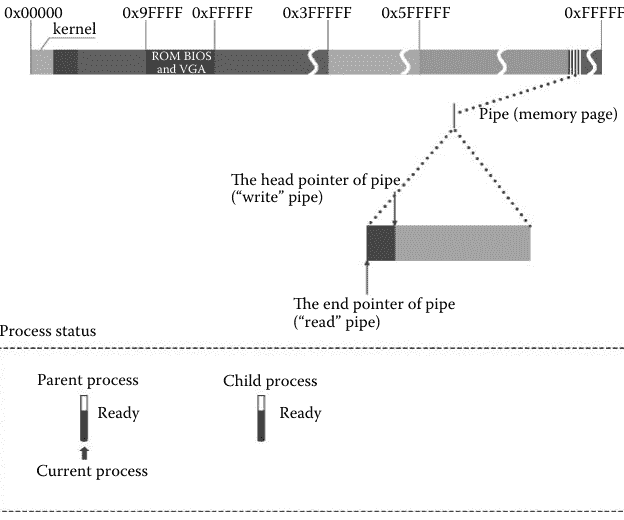 0x00000
0x9FFFF
0xFFFFF
0x3FFFFF
0x5FFFFF
0xFFFFF
kernel
ROM BIOS
and VGA
Pipe (memory page)
The head pointer of pipe
(“write” pipe)
The end pointer of pipe
(“read” pipe)
Process status
Parent process
Child process
Ready
Ready
Current process